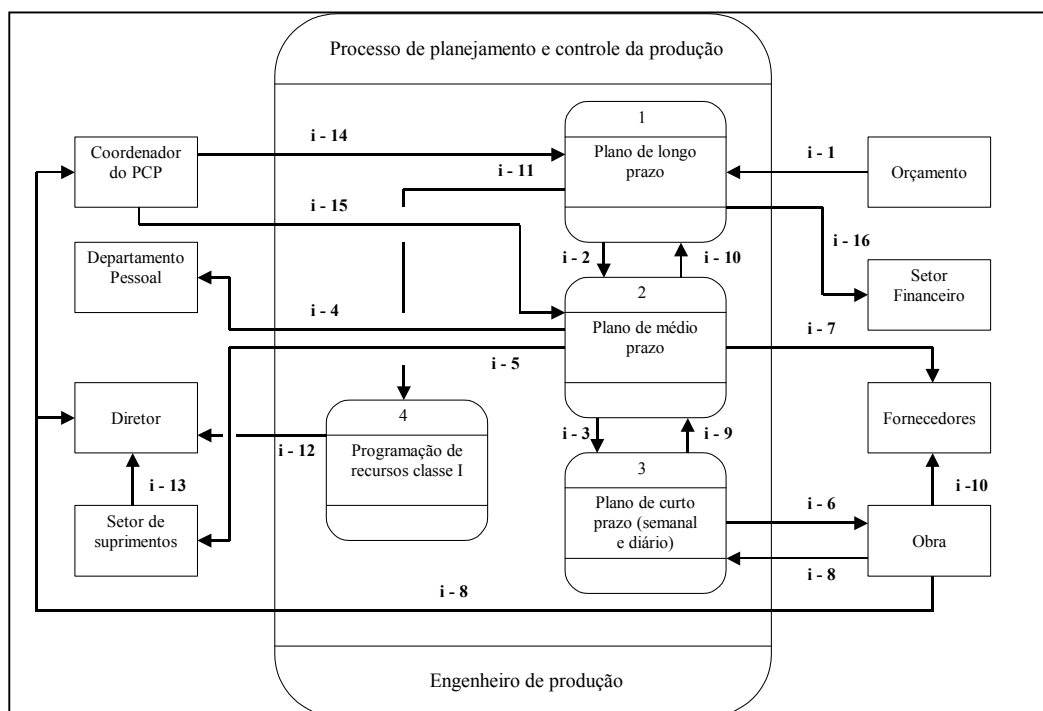 Processo de planejamento e controle da produção
1
Plano de longo
prazo
Coordenador
do PCP
i - 14
i - 1
Orçamento
i - 11
i - 15
i - 16
Departamento
Pessoal
i - 2
i - 10
Setor
Financeiro
2
Plano de médio
prazo
i - 4
i - 7
i - 5
Diretor
4
Programação de
recursos classe I
Fornecedores
i - 3
i - 9
i - 12
3
Plano de curto
prazo (semanal
e diário)
i - 13
i -10
Setor de
suprimentos
i - 6
Obra
i - 8
i - 8
Engenheiro de produção